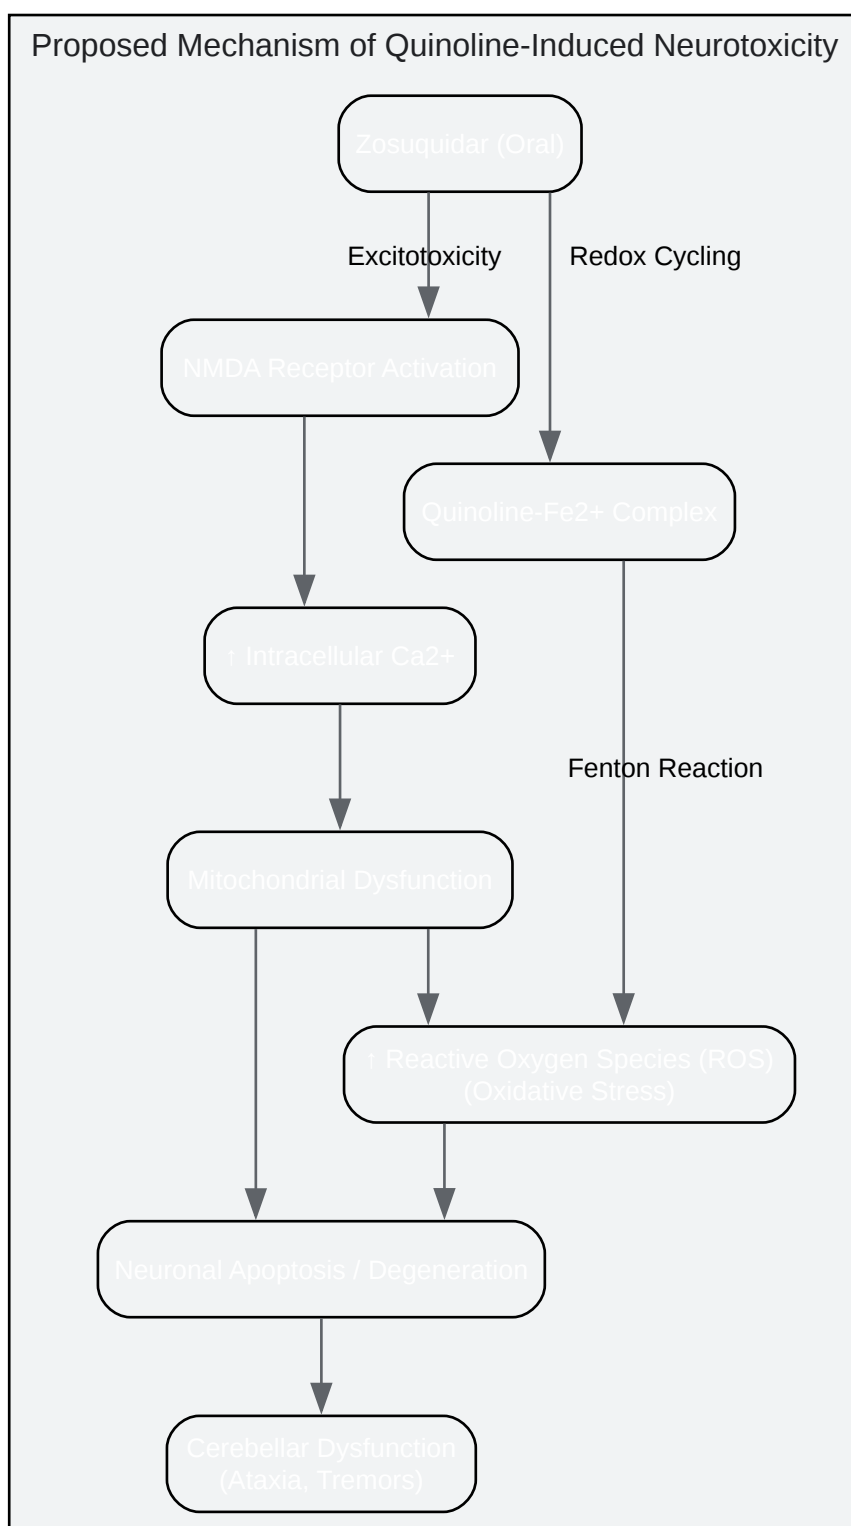 Proposed Mechanism of Quinoline-Induced Neurotoxicity
Zosuquidar (Oral)
Excitotoxicity
Redox Cycling
NMDA Receptor Activation
Quinoline-Fe2+ Complex
↑ Intracellular Ca2+
Fenton Reaction
Mitochondrial Dysfunction
↑ Reactive Oxygen Species (ROS)
(Oxidative Stress)
Neuronal Apoptosis / Degeneration
Cerebellar Dysfunction
(Ataxia, Tremors)